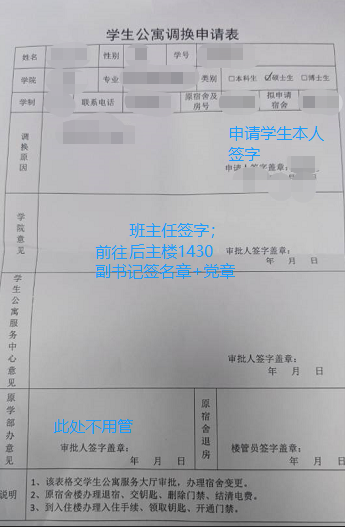 学生公寓调换申请表
姓名 性别 学号
学院 专业 类别 □本科生 ☑硕士生 □博士生
学制 联系电话 原宿舍及房号 拟申请宿舍
调换原因
申请学生本人
签字
申请人签字盖章:
学院意见
班主任签字;
前往后主楼1430
副书记签名章+党章
审批人签字盖章:
年 月 日
学生公寓服务中心意见
审批人签字盖章:
年 月 日
原学部办意见
此处不用管
审批人签字盖章:
年 月 日
原宿舍退房
楼管员签字盖章:
年 月 日
说明
1、该表格交学生公寓服务大厅审批,办理宿舍变更。
2、原宿舍楼办理退宿、交钥匙、删除门禁、结清电费。
3、到入住楼办理入住手续、领取钥匙、开通门禁。